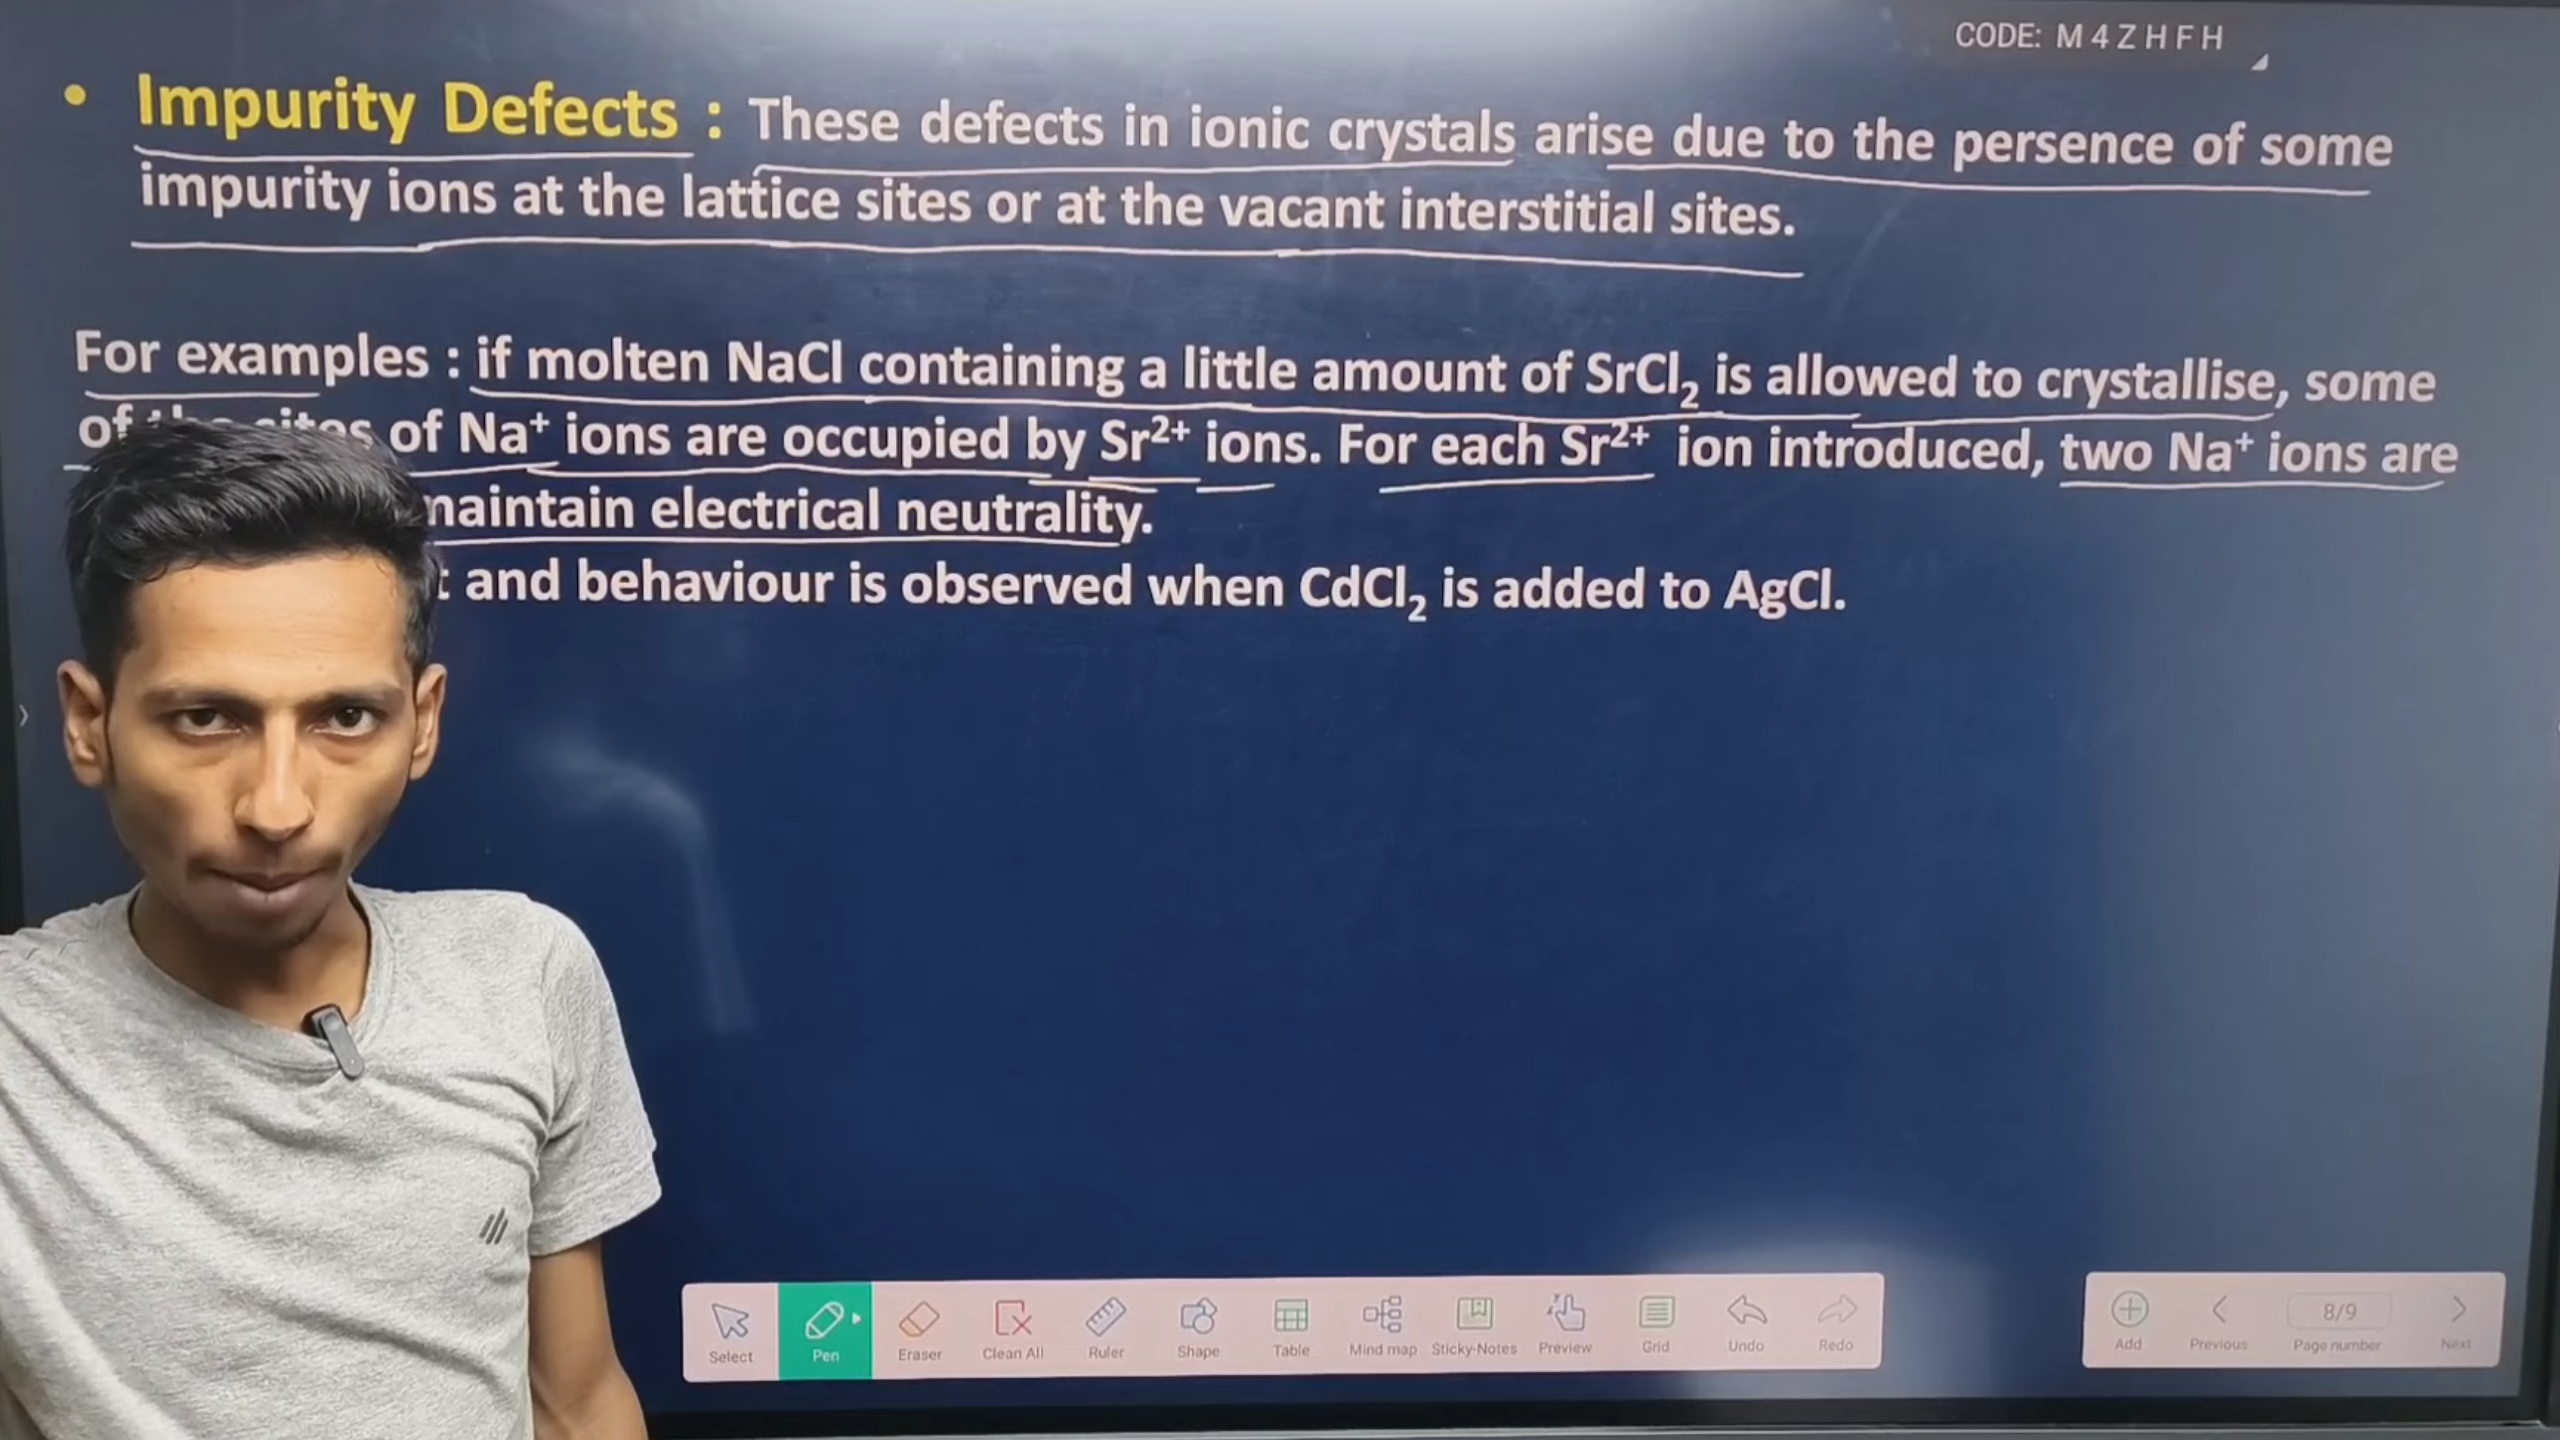 CODE: M4ZHFH
• Impurity Defects : These defects in ionic crystals arise due to the persence of some
impurity ions at the lattice sites or at the vacant interstitial sites.
For examples : if molten NaCl containing a little amount of SrCl₂ is allowed to crystallise, some
of the sites of Na⁺ ions are occupied by Sr²⁺ ions. For each Sr²⁺ ion introduced, two Na⁺ ions are
maintain electrical neutrality.
and behaviour is observed when CdCl₂ is added to AgCl.
Select Pen Eraser Clean All Ruler Shape Table Mind map Sticky-Notes Preview Grid Undo Redo
8/9
Add Previous Page number Next